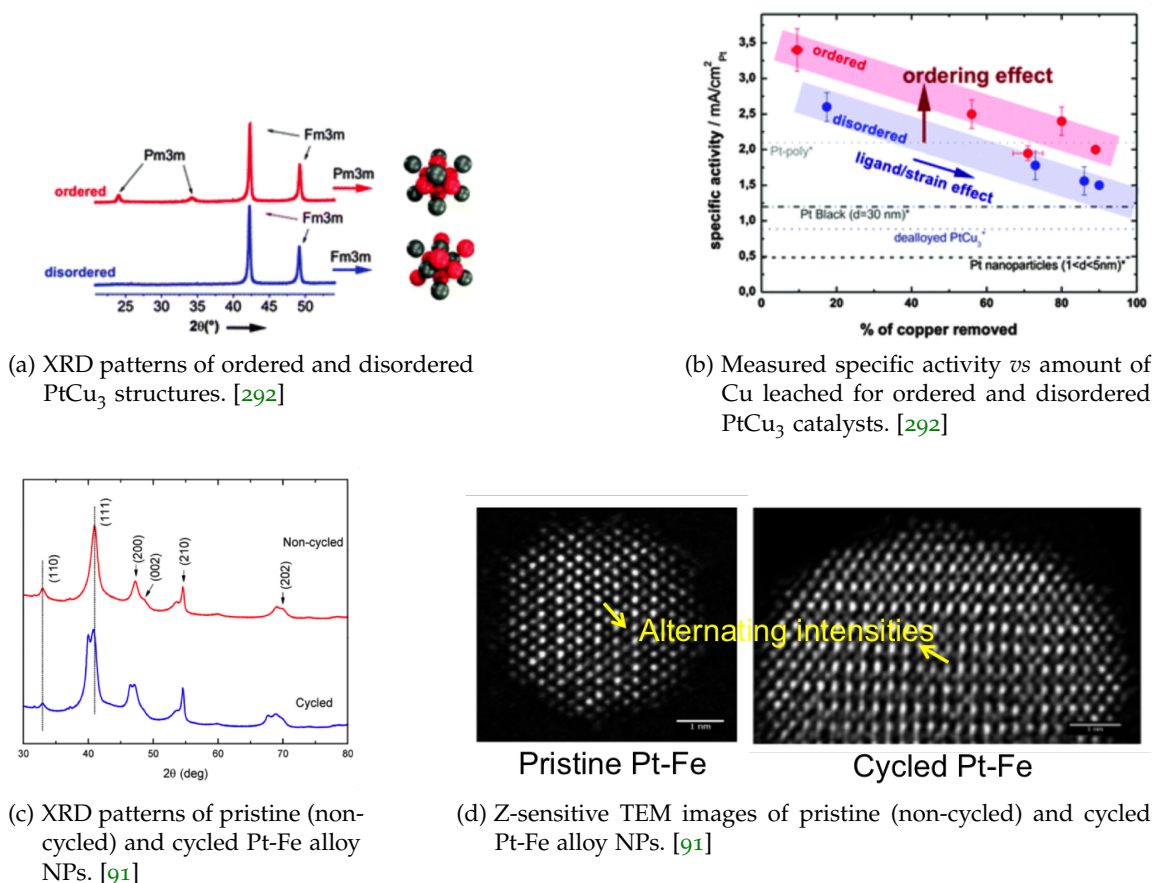 Fm3m
Pm3m
ordered
Pm3m
Fm3m
disordered
Fm3m
21 25 30 35 40 45 50
2θ(°)
(a) XRD patterns of ordered and disordered
PtCu3 structures. [292]
specific activity / mA/cm²Pt
3,5
3,0
2,5
2,0
1,5
1,0
0,5
0,0
ordered
ordering effect
disordered
Pt-poly*
ligand/strain effect
Pt Black (d=30 nm)*
dealloyed PtCu3*
Pt nanoparticles (1<d<5nm)*
0 20 40 60 80 100
% of copper removed
(b) Measured specific activity vs amount of
Cu leached for ordered and disordered
PtCu3 catalysts. [292]
(110)
(111)
(200)
(002)
(210)
(202)
Non-cycled
Cycled
30 40 50 60 70 80
2θ (deg)
(c) XRD patterns of pristine (non-
cycled) and cycled Pt-Fe alloy
NPs. [91]
Alternating intensities
1 nm
1 nm
Pristine Pt-Fe
Cycled Pt-Fe
(d) Z-sensitive TEM images of pristine (non-cycled) and cycled
Pt-Fe alloy NPs. [91]